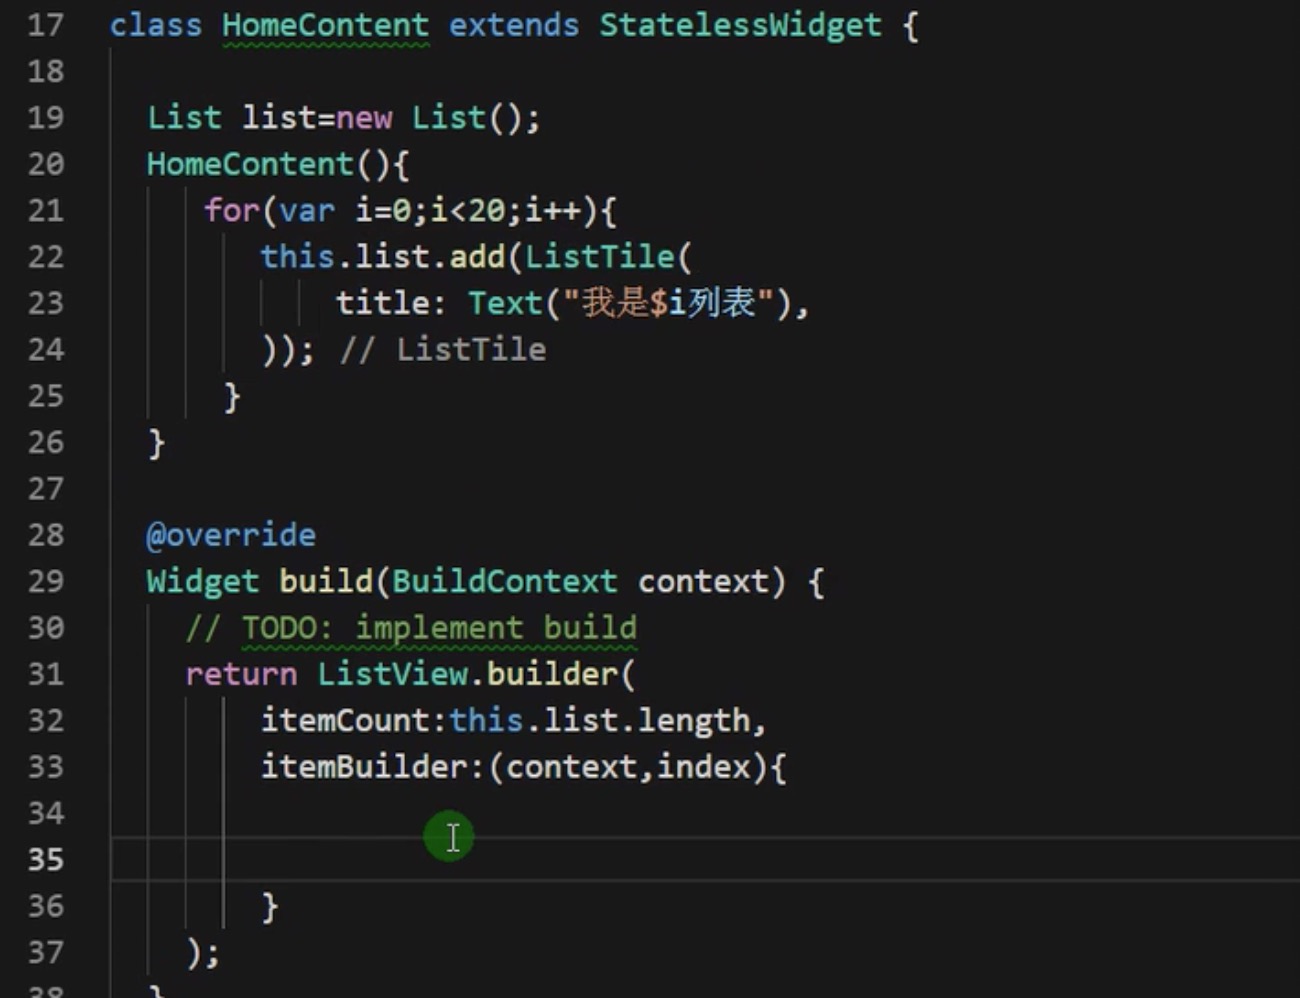 17 class HomeContent extends StatelessWidget {
18
19 List list=new List();
20 HomeContent(){
21 for(var i=0;i<20;i++){
22 this.list.add(ListTile(
23 title: Text("我是$i列表"),
24 )); // ListTile
25 }
26 }
27
28 @override
29 Widget build(BuildContext context) {
30 // TODO: implement build
31 return ListView.builder(
32 itemCount:this.list.length,
33 itemBuilder:(context,index){
34
35
36 }
37 );
38 }